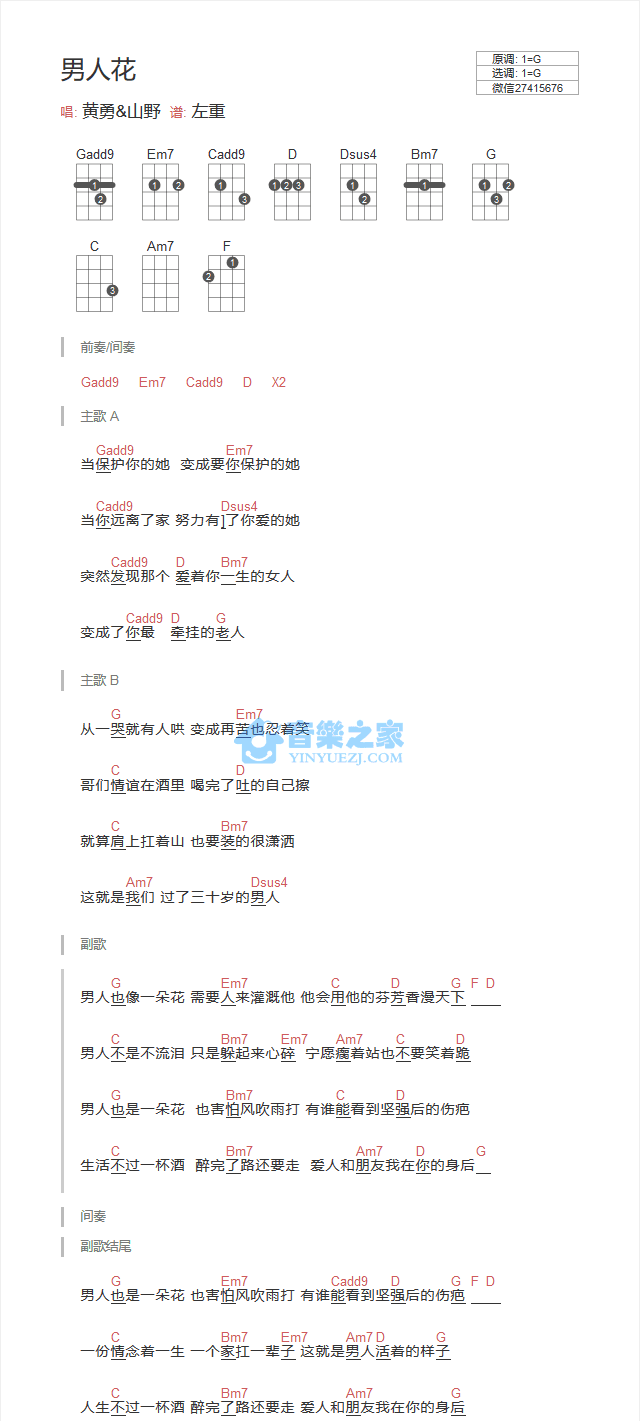 男人花
原调: 1=G
选调: 1=G
微信27415676
唱: 黄勇&山野 谱: 左重
Gadd9 Em7 Cadd9 D Dsus4 Bm7 G
1 2 1 2 1 3 1 2 3 1 2 1 1 2 3
C Am7 F
3 1 2
前奏/间奏
Gadd9 Em7 Cadd9 D X2
主歌 A
Gadd9 Em7
当保护你的她 变成要你保护的她
Cadd9 Dsus4
当你远离了家 努力有]了你爱的她
Cadd9 D Bm7
突然发现那个 爱着你一生的女人
Cadd9 D G
变成了你最 牵挂的老人
主歌 B
G Em7
从一哭就有人哄 变成再苦也忍着笑
音樂之家
YINYUEZJ.COM
C D
哥们情谊在酒里 喝完了吐的自己擦
C Bm7
就算肩上扛着山 也要装的很潇洒
Am7 Dsus4
这就是我们 过了三十岁的男人
副歌
G Em7 C D G F D
男人也像一朵花 需要人来灌溉他 他会用他的芬芳香漫天下
C Bm7 Em7 Am7 C D
男人不是不流泪 只是躲起来心碎 宁愿瘸着站也不要笑着跪
G Bm7 C D
男人也是一朵花 也害怕风吹雨打 有谁能看到坚强后的伤疤
C Bm7 Am7 D G
生活不过一杯酒 醉完了路还要走 爱人和朋友我在你的身后
间奏
副歌结尾
G Em7 Cadd9 D G F D
男人也是一朵花 也害怕风吹雨打 有谁能看到坚强后的伤疤
C Bm7 Em7 Am7 D G
一份情念着一生 一个家扛一辈子 这就是男人活着的样子
C Bm7 Am7 G
人生不过一杯酒 醉完了路还要走 爱人和朋友我在你的身后